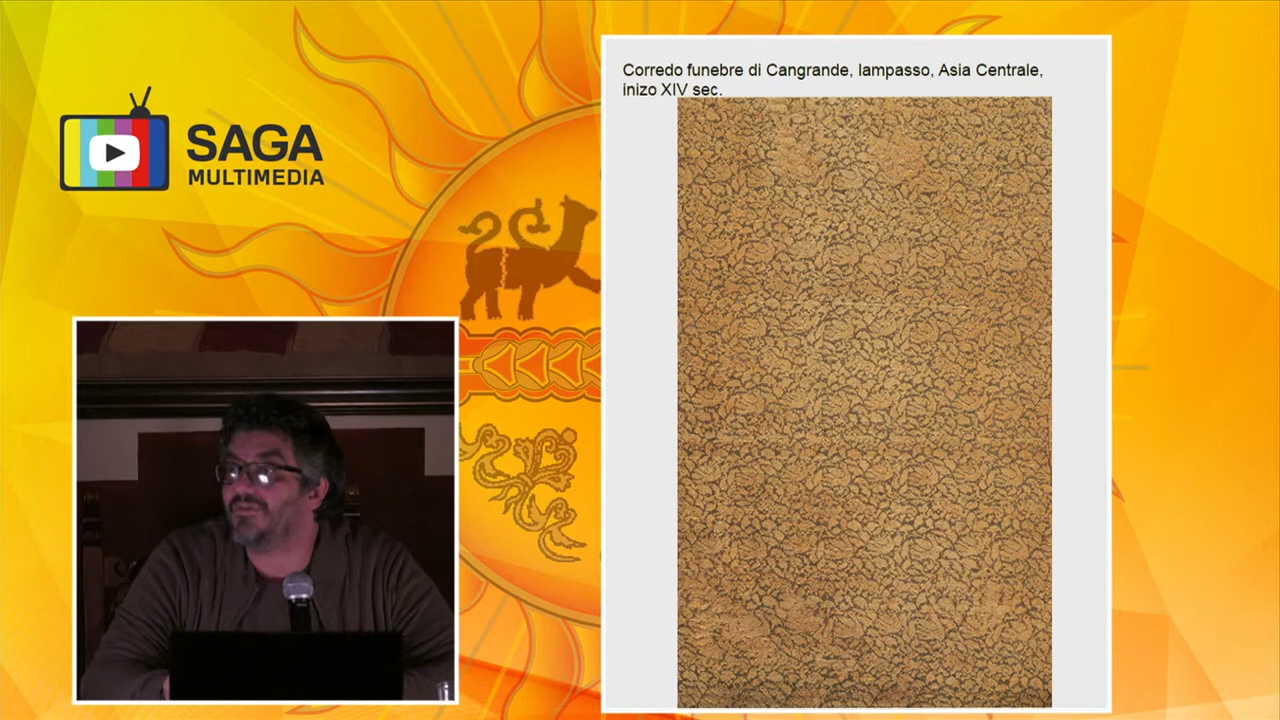 SAGA
MULTIMEDIA
Corredo funebre di Cangrande, lampasso, Asia Centrale,
inizo XIV sec.